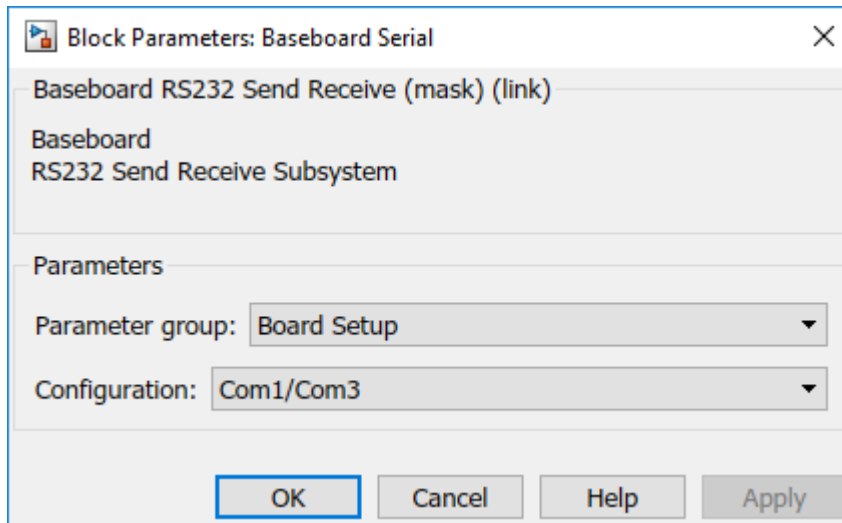 Block Parameters: Baseboard Serial
Baseboard RS232 Send Receive (mask) (link)
Baseboard
RS232 Send Receive Subsystem
Parameters
Parameter group: Board Setup
Configuration: Com1/Com3
OK Cancel Help Apply